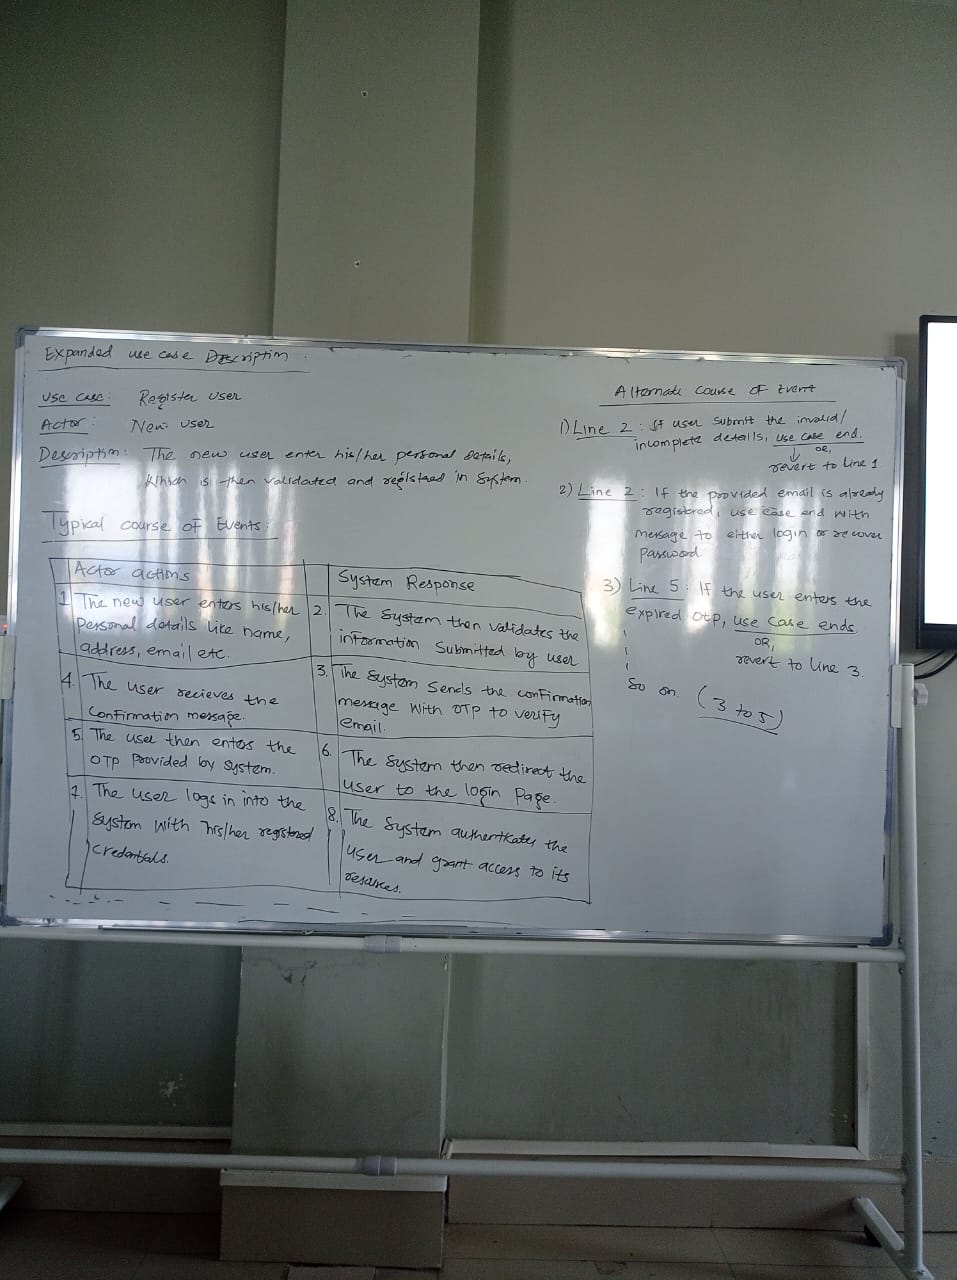 Expanded use case Description.
Use case: Register User
Actor: New user
Description: The new user enter his/her personal details,
which is then validated and registered in system.
Typical course of Events:
Actor actions
System Response
1. The new user enters his/her
personal details like name,
address, email etc.
2. The system then validates the
information submitted by user
3. The system sends the confirmation
message with OTP to verify
email.
4. The user recieves the
confirmation message.
5. The user then enters the
OTP provided by system.
6. The system then redirect the
user to the login page.
7. The user logs in into the
system with his/her registered
credentials.
8. The system authenticates the
user and grant access to its
resources.
Alternate Course of Event
1) Line 2: If user submit the invalid/
incomplete details, use case end.
OR,
revert to line 1
2) Line 2: If the provided email is already
registered, use case end with
message to either login or recover
password.
3) Line 5: If the user enters the
expired OTP, use case ends
OR,
revert to line 3.
So on. (3 to 5)